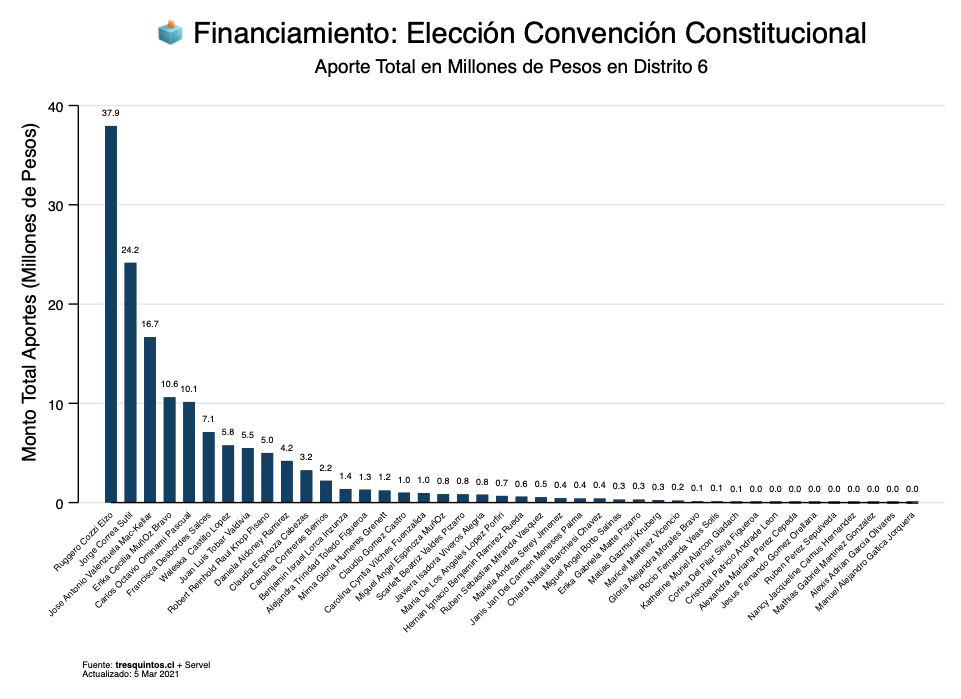 Financiamiento: Elección Convención Constitucional
Aporte Total en Millones de Pesos en Distrito 6
Monto Total Aportes (Millones de Pesos)
40
30
20
10
0
37.9
24.2
16.7
10.6
10.1
7.1
5.8
5.5
5.0
4.2
3.2
2.2
1.4
1.3
1.2
1.0
1.0
0.8
0.8
0.8
0.7
0.6
0.5
0.4
0.4
0.4
0.3
0.3
0.3
0.2
0.1
0.1
0.1
0.0
0.0
0.0
0.0
0.0
0.0
0.0
0.0
0.0
Ruggero Cozzi Elzo
Jorge Correa Sutil
Jose Antonio Valenzuela Mac-Kellar
Erika Cecilia MuñOz Bravo
Carlos Octavio Ominami Pascual
Francisca Desbordes Saloes
Waleska Castillo Lopez
Juan Luis Tobar Valdivia
Robert Reinhold Raul Knop Pisano
Daniela Aldoney Ramirez
Claudia Espinoza Cabezas
Carolina Contreras Berrios
Benjamin Israel Lorca Inzunza
Alejandra Trinidad Toledo Figueroa
Mirna Gloria Humeres Grenett
Claudio Gomez Castro
Carolina Cyntia Vilches Fuenzalida
Miguel Angel Espinoza MuñOz
Scarlett Beatriz Valdes Pizarro
Javiera Isadora Viveros Alegria
Maria De Los Angeles Lopez Porfiri
Hernan Ignacio Benjamin Ramirez Rueda
Ruben Sebastian Miranda Vasquez
Mariela Andrea Serey Jimenez
Janis Jan Del Carmen Meneses Palma
Chiara Natalia Barchiesi Chavez
Miguel Angel Botto Salinas
Erika Gabriela Matte Pizarro
Matias Gazmuri Knuberg
Marcel Martinez Vicencio
Gloria Alejandra Morales Bravo
Rocio Fernanda Veas Solis
Katherine Muriel Alarcon Gladach
Corina Del Pilar Silva Figueroa
Cristobal Patricio Andrade Leon
Alexandra Mariana Perez Cepeda
Jesus Fernando Gomez Orellana
Ruben Perez Sepulveda
Nancy Jacqueline Camus Hernandez
Mathias Gabriel Martinez Gonzalez
Alexis Adrian Garcia Olivares
Manuel Alejandro Gatica Jorquera
Fuente: tresquintos.cl + Servel
Actualizado: 5 Mar 2021